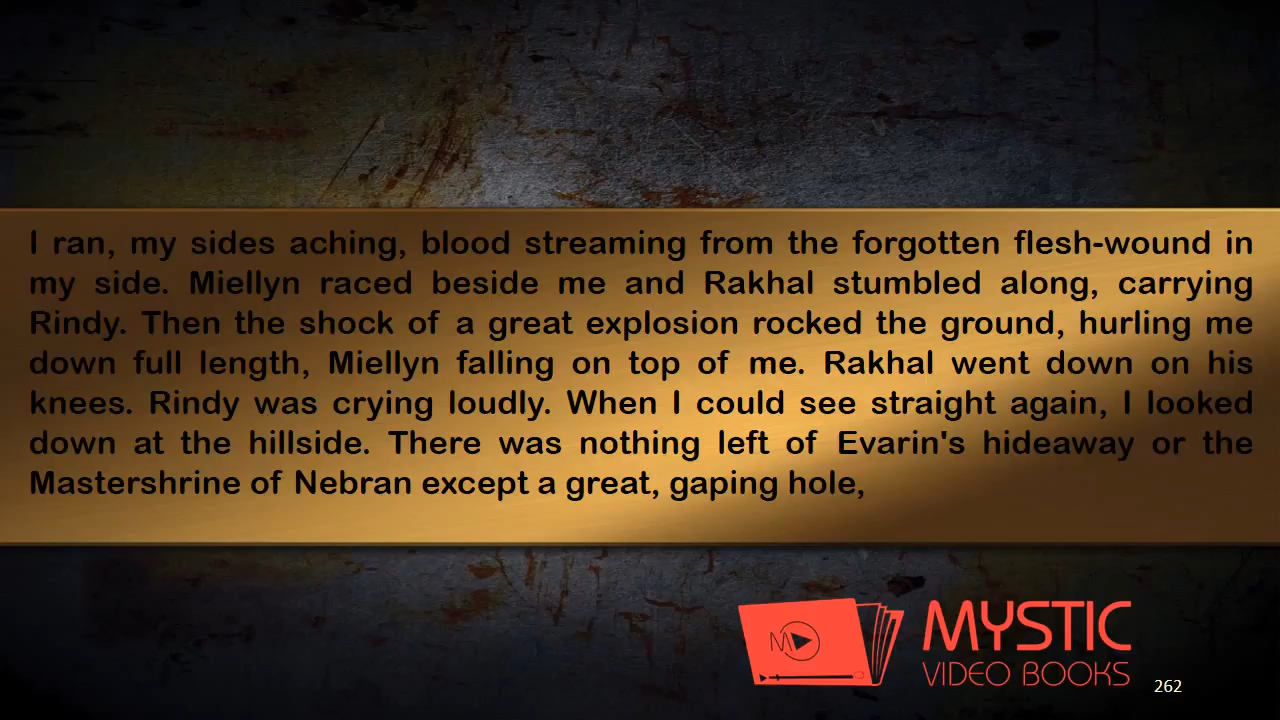 I ran, my sides aching, blood streaming from the forgotten flesh-wound in
my side. Miellyn raced beside me and Rakhal stumbled along, carrying
Rindy. Then the shock of a great explosion rocked the ground, hurling me
down full length, Miellyn falling on top of me. Rakhal went down on his
knees. Rindy was crying loudly. When I could see straight again, I looked
down at the hillside. There was nothing left of Evarin's hideaway or the
Mastershrine of Nebran except a great, gaping hole,
MYSTIC
VIDEO BOOKS
262